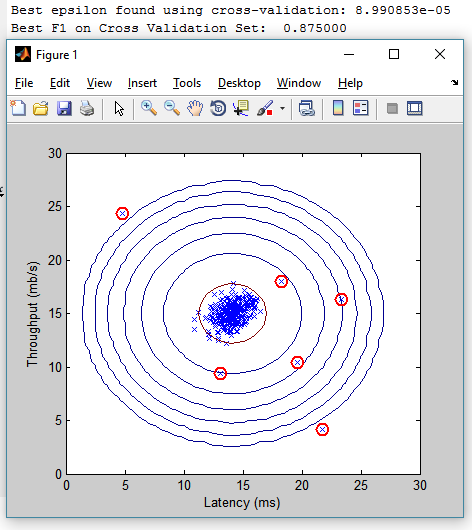 Best epsilon found using cross-validation: 8.990853e-05
Best F1 on Cross Validation Set:  0.875000
Figure 1
File Edit View Insert Tools Desktop Window Help
30
25
20
15
10
5
0
Throughput (mb/s)
0 5 10 15 20 25 30
Latency (ms)